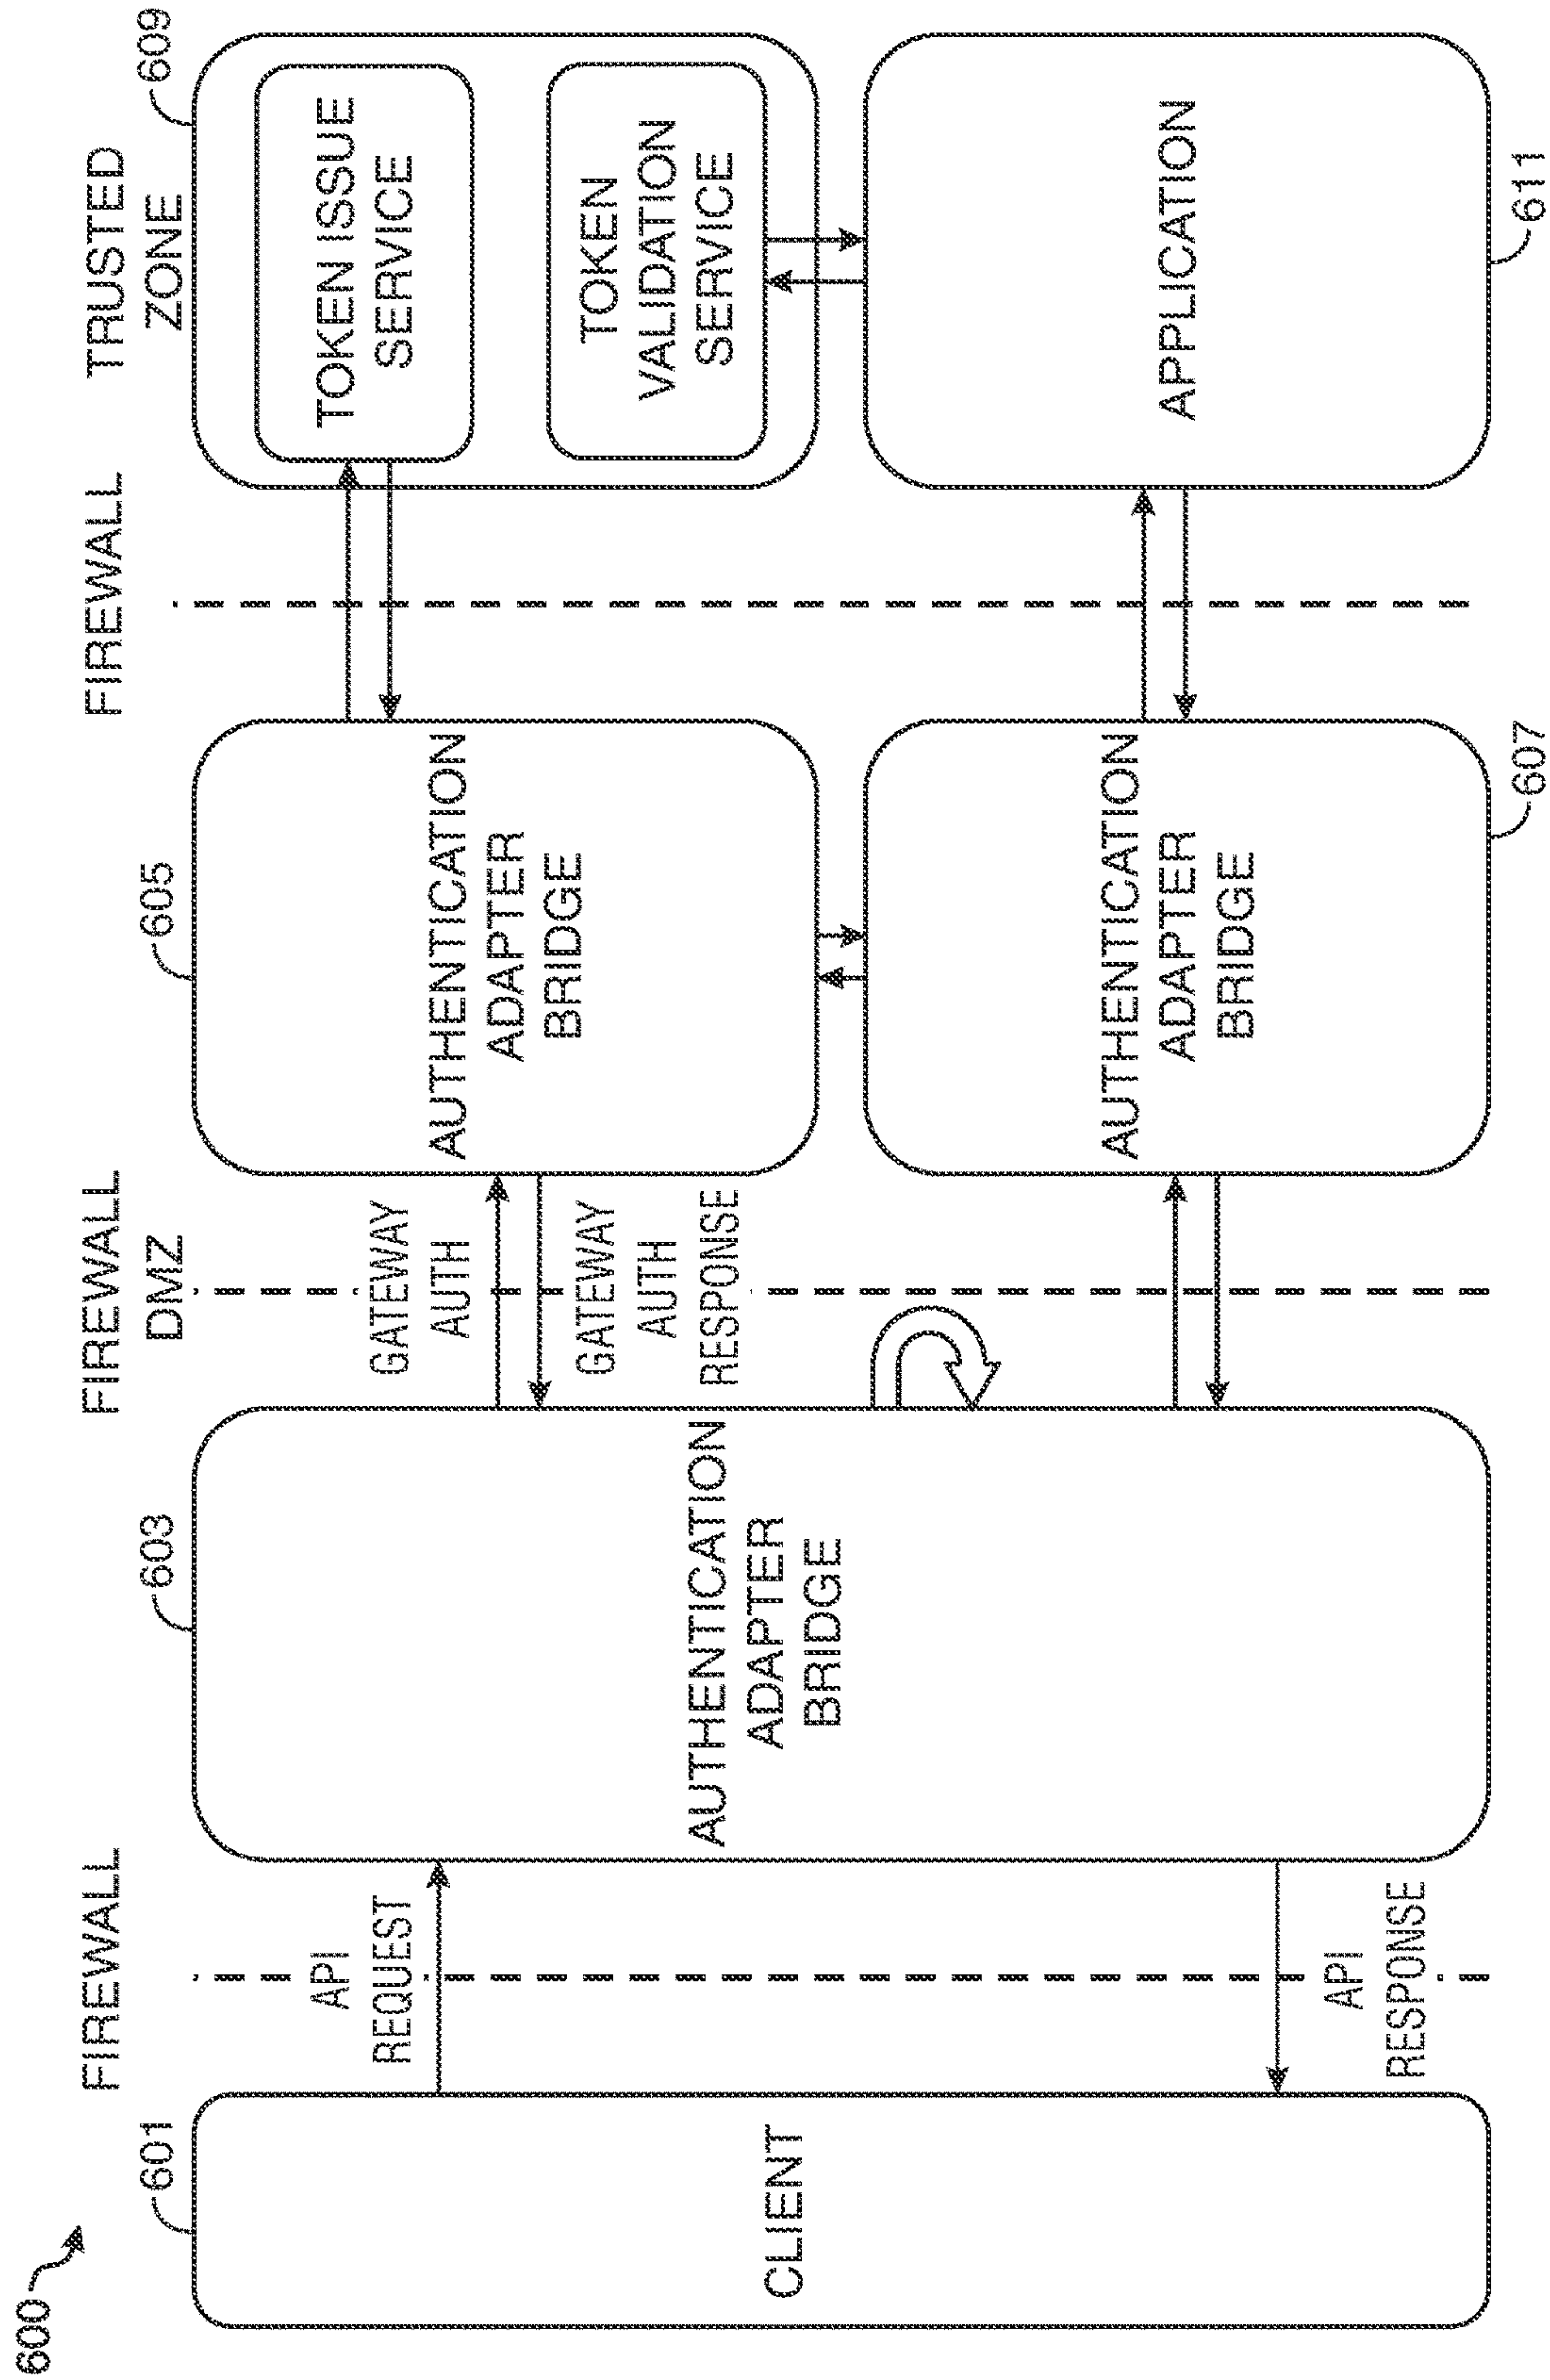 600
FIREWALL
FIREWALL
DMZ
FIREWALL
TRUSTED
ZONE
601
603
605
609
CLIENT
API
REQUEST
API
RESPONSE
AUTHENTICATION
ADAPTER
BRIDGE
GATEWAY
AUTH
GATEWAY
AUTH
RESPONSE
AUTHENTICATION
ADAPTER
BRIDGE
AUTHENTICATION
ADAPTER
BRIDGE
607
TOKEN ISSUE
SERVICE
TOKEN
VALIDATION
SERVICE
APPLICATION
611